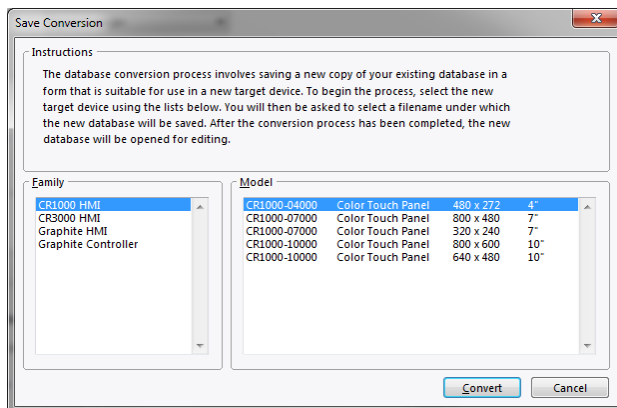 Save Conversion
Instructions
The database conversion process involves saving a new copy of your existing database in a
form that is suitable for use in a new target device. To begin the process, select the new
target device using the lists below. You will then be asked to select a filename under which
the new database will be saved. After the conversion process has been completed, the new
database will be opened for editing.
Family
CR1000 HMI
CR3000 HMI
Graphite HMI
Graphite Controller
Model
CR1000-04000 Color Touch Panel 480 x 272 4"
CR1000-07000 Color Touch Panel 800 x 480 7"
CR1000-07000 Color Touch Panel 320 x 240 7"
CR1000-10000 Color Touch Panel 800 x 600 10"
CR1000-10000 Color Touch Panel 640 x 480 10"
Convert Cancel